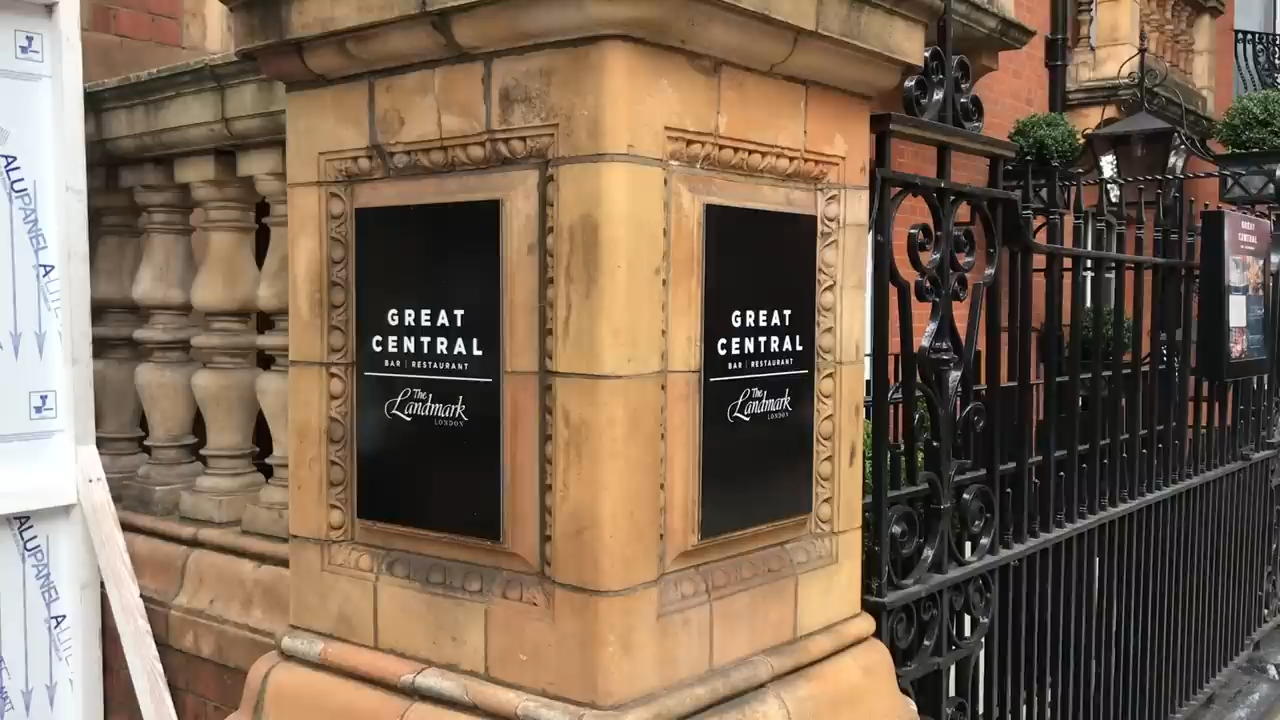 ALUPANEL
ALUPANEL
GREAT
CENTRAL
BAR | RESTAURANT
The
Landmark
LONDON
GREAT
CENTRAL
BAR | RESTAURANT
The
Landmark
LONDON
GREAT
CENTRAL